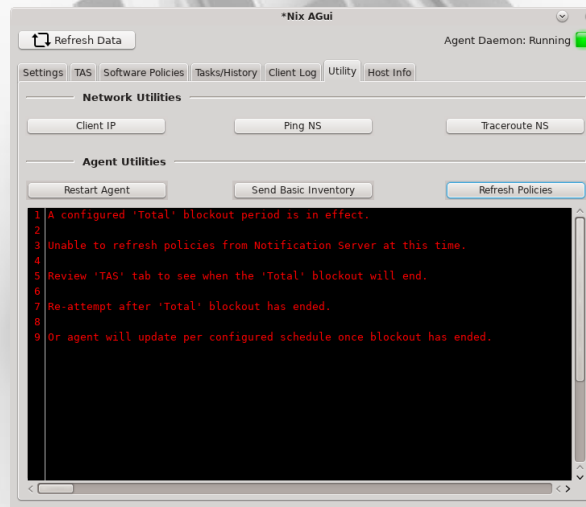 *Nix AGui
Refresh Data
Agent Daemon: Running
Settings TAS Software Policies Tasks/History Client Log Utility Host Info
Network Utilities
Client IP Ping NS Traceroute NS
Agent Utilities
Restart Agent Send Basic Inventory Refresh Policies
1 A configured 'Total' blockout period is in effect.
2
3 Unable to refresh policies from Notification Server at this time.
4
5 Review 'TAS' tab to see when the 'Total' blockout will end.
6
7 Re-attempt after 'Total' blockout has ended.
8
9 Or agent will update per configured schedule once blockout has ended.